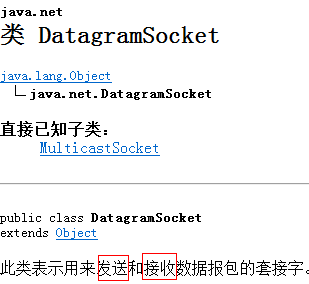 java.net
类 DatagramSocket
java.lang.Object
java.net.DatagramSocket
直接已知子类：
MulticastSocket
public class DatagramSocket
extends Object
此类表示用来发送和接收数据报包的套接字。